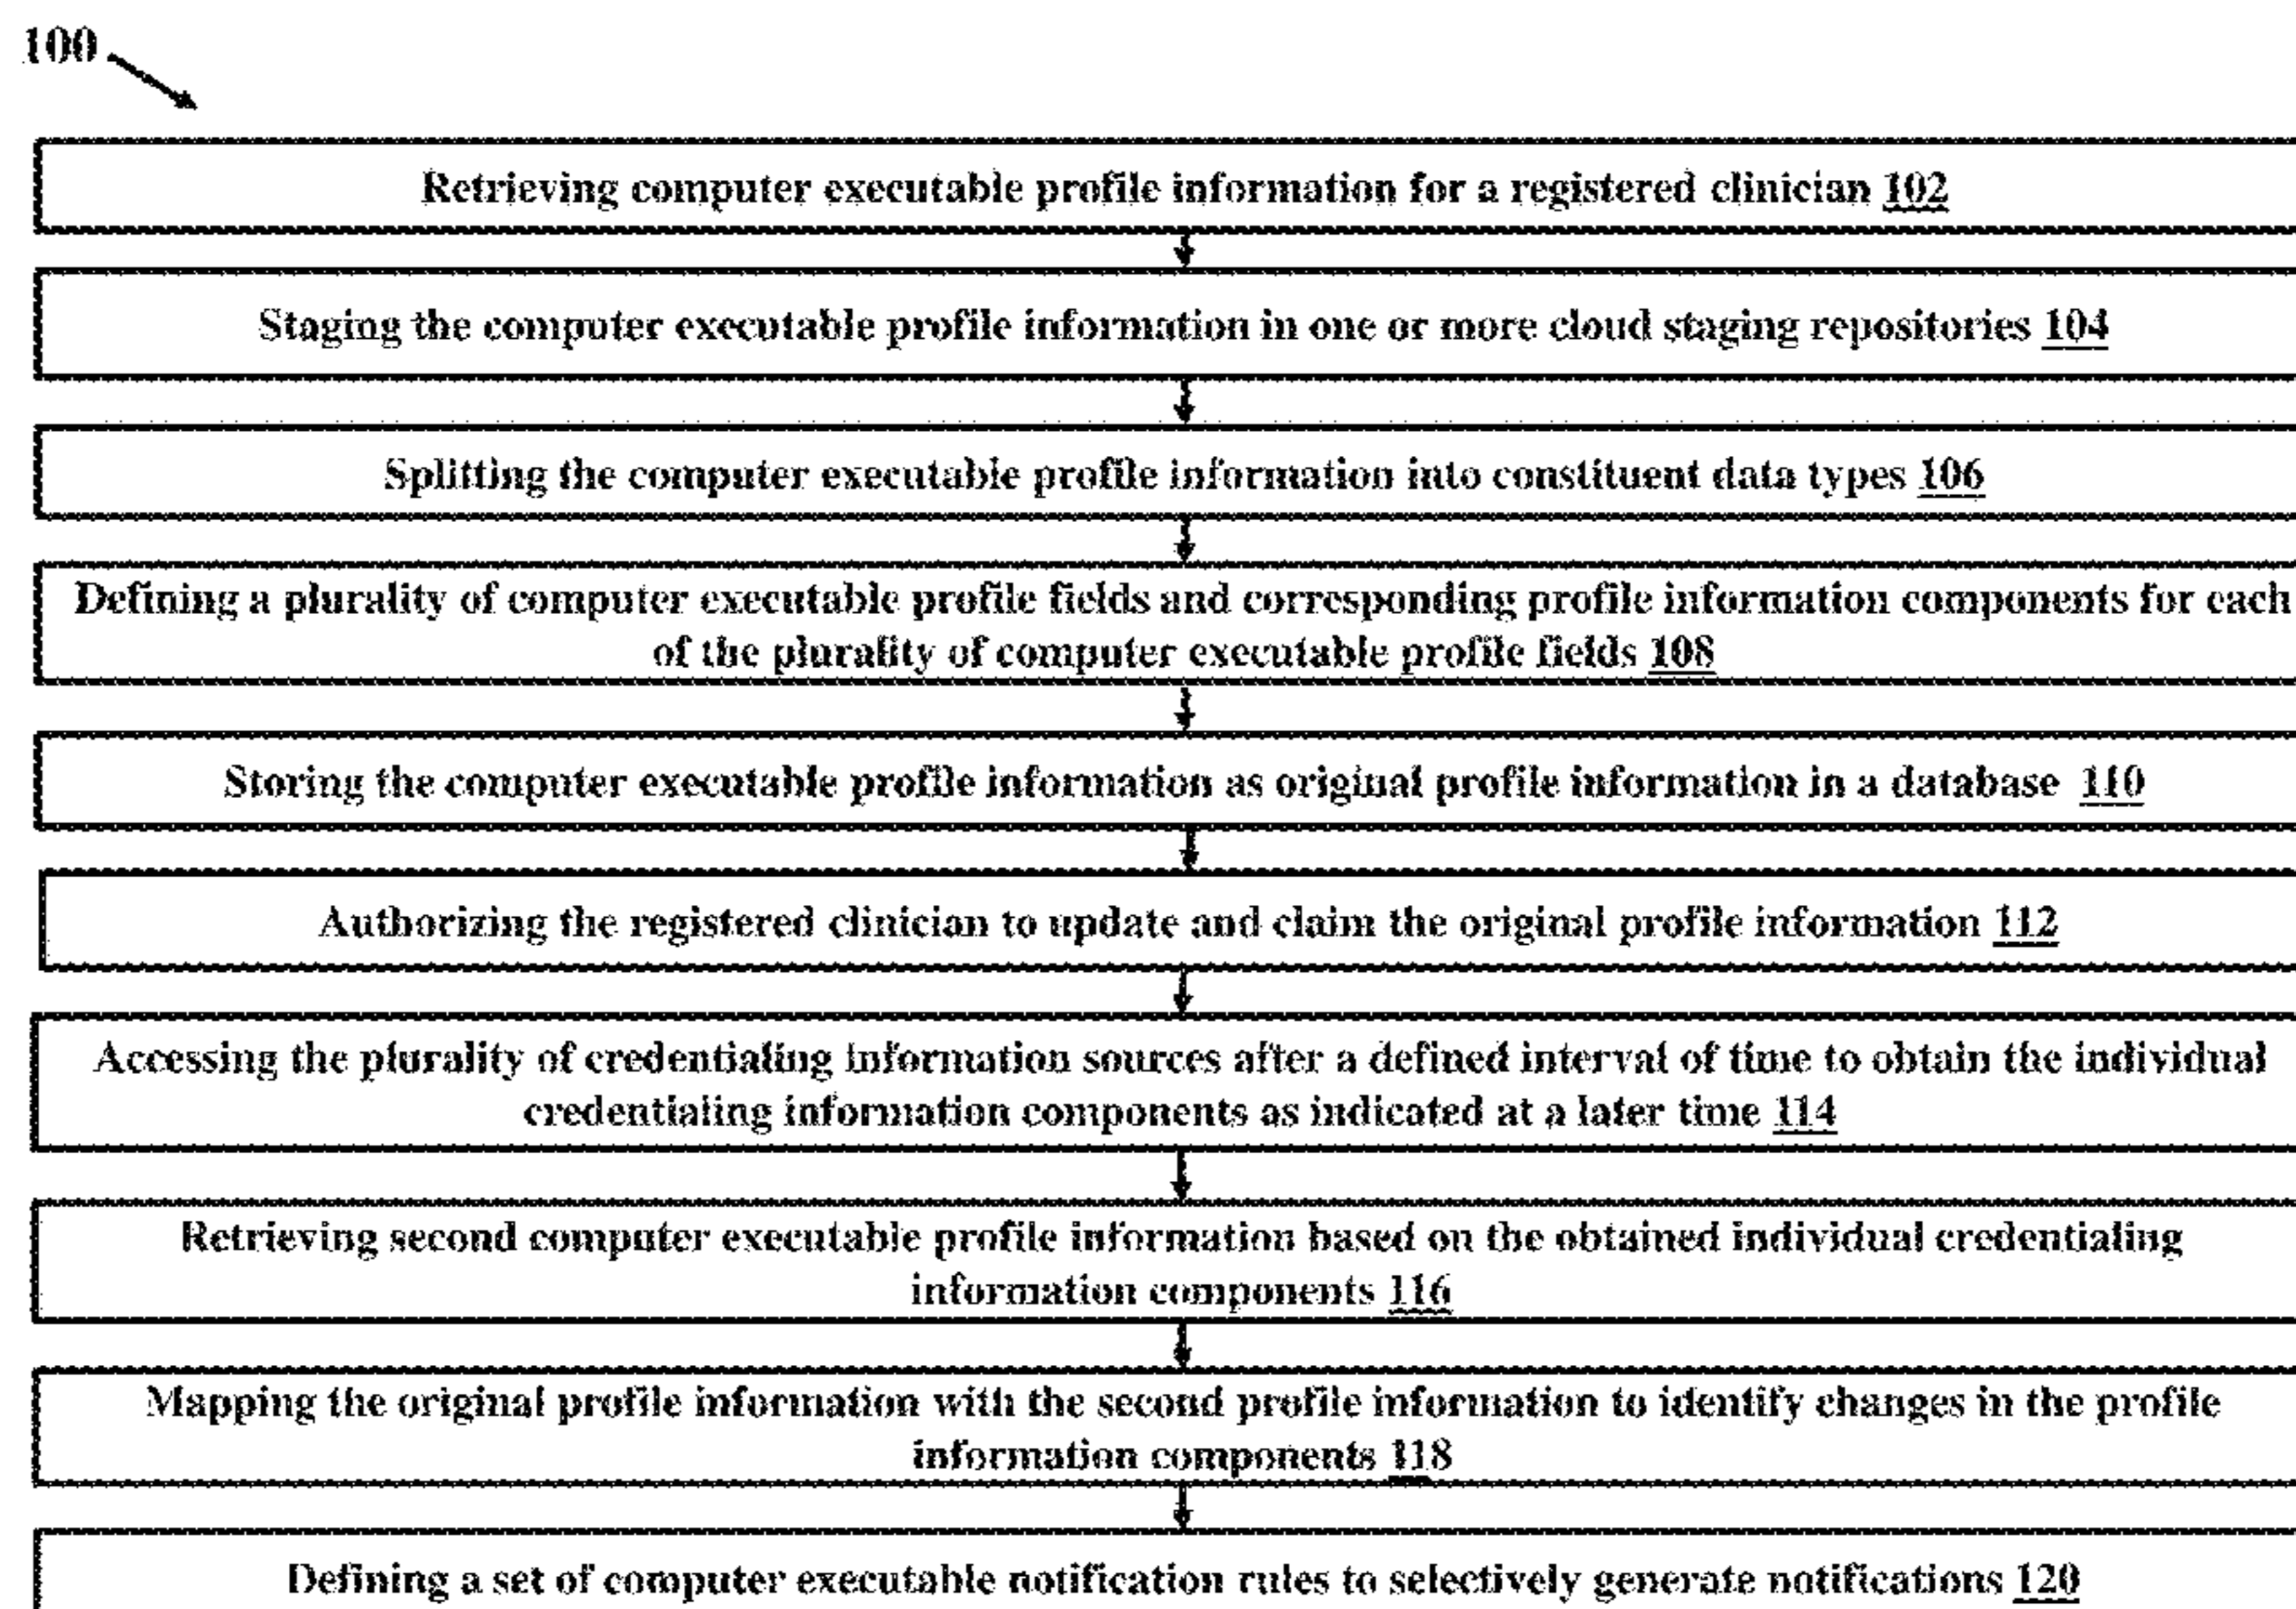 100
Retrieving computer executable profile information for a registered clinician 102
Staging the computer executable profile information in one or more cloud staging repositories 104
Splitting the computer executable profile information into constituent data types 106
Defining a plurality of computer executable profile fields and corresponding profile information components for each
of the plurality of computer executable profile fields 108
Storing the computer executable profile information as original profile information in a database 110
Authorizing the registered clinician to update and claim the original profile information 112
Accessing the plurality of credentialing information sources after a defined interval of time to obtain the individual
credentialing information components as indicated at a later time 114
Retrieving second computer executable profile information based on the obtained individual credentialing
information components 116
Mapping the original profile information with the second profile information to identify changes in the profile
information components 118
Defining a set of computer executable notification rules to selectively generate notifications 120